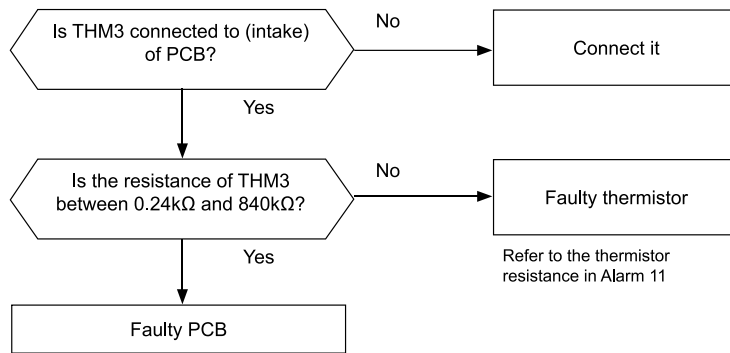 Is THM3 connected to (intake)
of PCB?
No
Connect it
Yes
Is the resistance of THM3
between 0.24kΩ and 840kΩ?
No
Faulty thermistor
Yes
Refer to the thermistor
resistance in Alarm 11
Faulty PCB